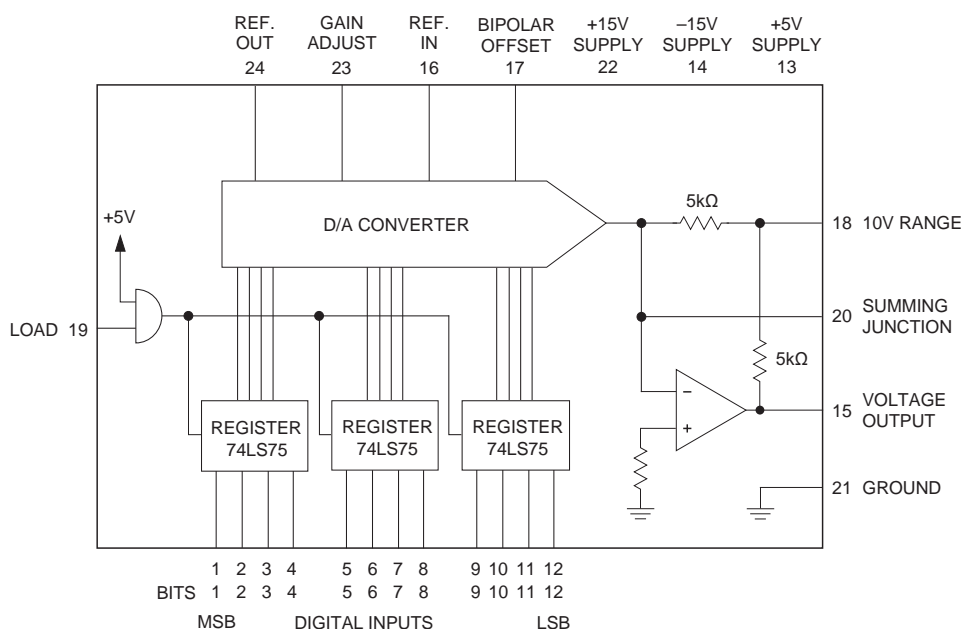 REF. OUT 24
GAIN ADJUST 23
REF. IN 16
BIPOLAR OFFSET 17
+15V SUPPLY 22
–15V SUPPLY 14
+5V SUPPLY 13
D/A CONVERTER
5kΩ
18 10V RANGE
+5V
LOAD 19
20 SUMMING JUNCTION
5kΩ
REGISTER 74LS75
REGISTER 74LS75
REGISTER 74LS75
–
+
15 VOLTAGE OUTPUT
21 GROUND
1 2 3 4 5 6 7 8 9 10 11 12
BITS 1 2 3 4 5 6 7 8 9 10 11 12
MSB DIGITAL INPUTS LSB